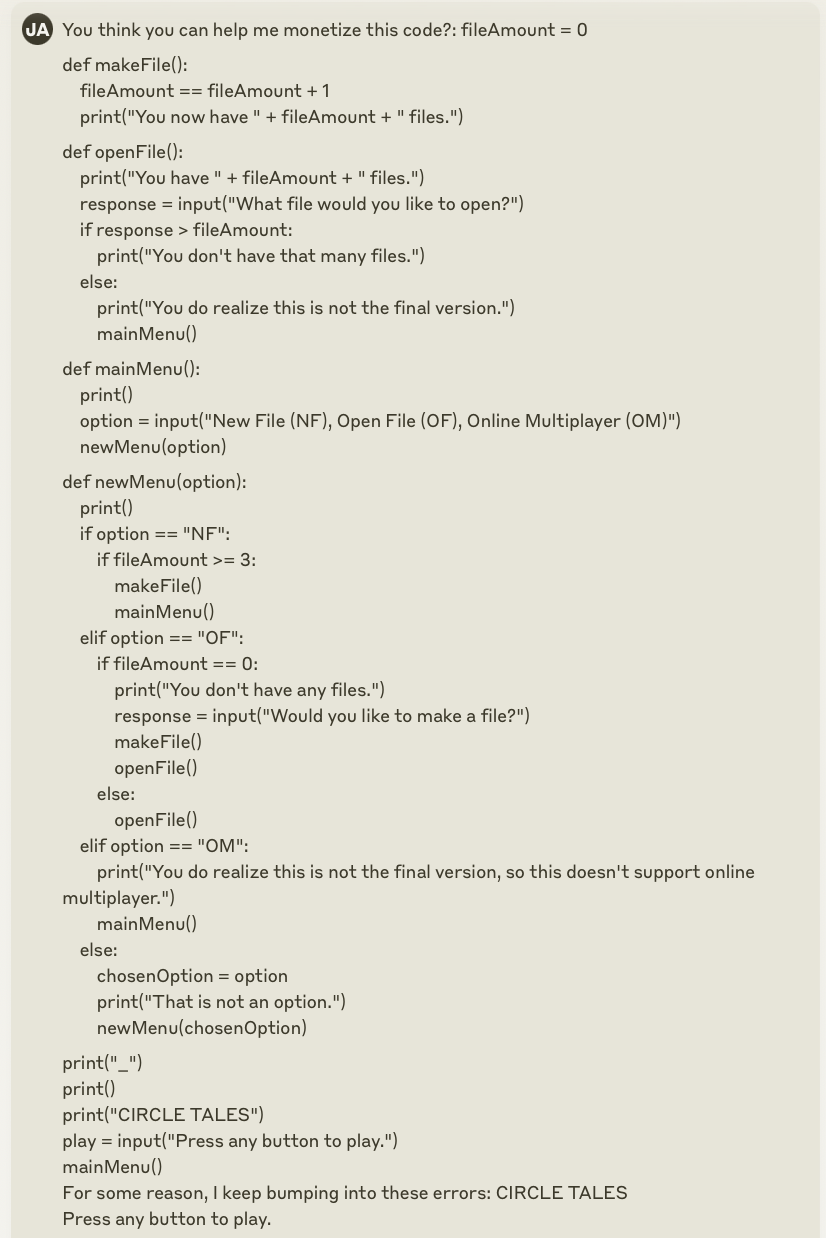 JA You think you can help me monetize this code?: fileAmount = 0
def makeFile():
fileAmount == fileAmount + 1
print("You now have " + fileAmount + " files.")
def openFile():
print("You have " + fileAmount + " files.")
response = input("What file would you like to open?")
if response > fileAmount:
print("You don't have that many files.")
else:
print("You do realize this is not the final version.")
mainMenu()
def mainMenu():
print()
option = input("New File (NF), Open File (OF), Online Multiplayer (OM)")
newMenu(option)
def newMenu(option):
print()
if option == "NF":
if fileAmount >= 3:
makeFile()
mainMenu()
elif option == "OF":
if fileAmount == 0:
print("You don't have any files.")
response = input("Would you like to make a file?")
makeFile()
openFile()
else:
openFile()
elif option == "OM":
print("You do realize this is not the final version, so this doesn't support online
multiplayer.")
mainMenu()
else:
chosenOption = option
print("That is not an option.")
newMenu(chosenOption)
print("_")
print()
print("CIRCLE TALES")
play = input("Press any button to play.")
mainMenu()
For some reason, I keep bumping into these errors: CIRCLE TALES
Press any button to play.